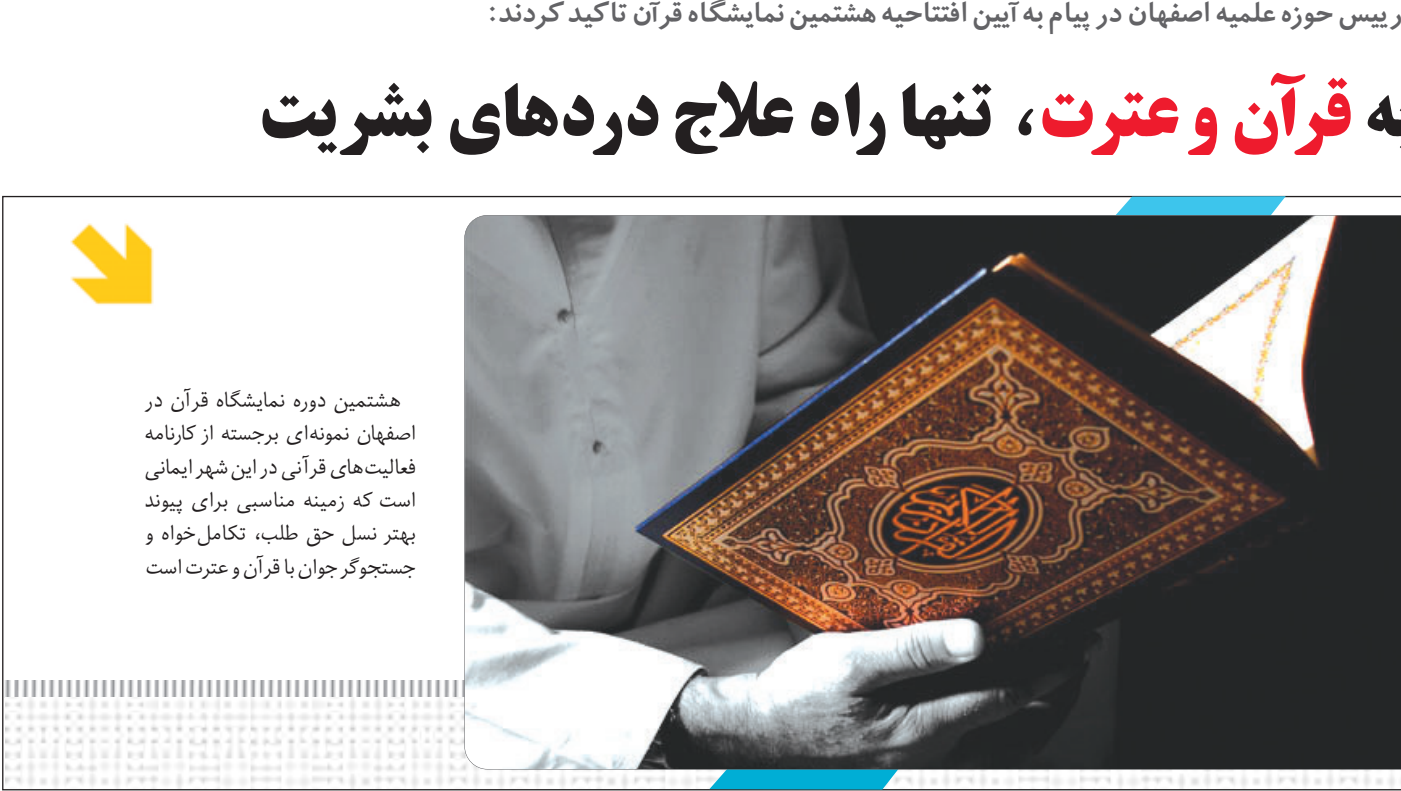 رییس حوزه علمیه اصفهان در پیام به آیین افتتاحیه هشتمین نمایشگاه قرآن تاکید کردند:
به قرآن و عترت، تنها راه علاج دردهای بشریت
هشتمین دوره نمایشگاه قرآن در
اصفهان نمونه‌ای برجسته از کارنامه
فعالیت‌های قرآنی در این شهر ایمانی
است که زمینه مناسبی برای پیوند
بهتر نسل حق طلب، تکامل‌خواه و
جستجوگر جوان با قرآن و عترت است